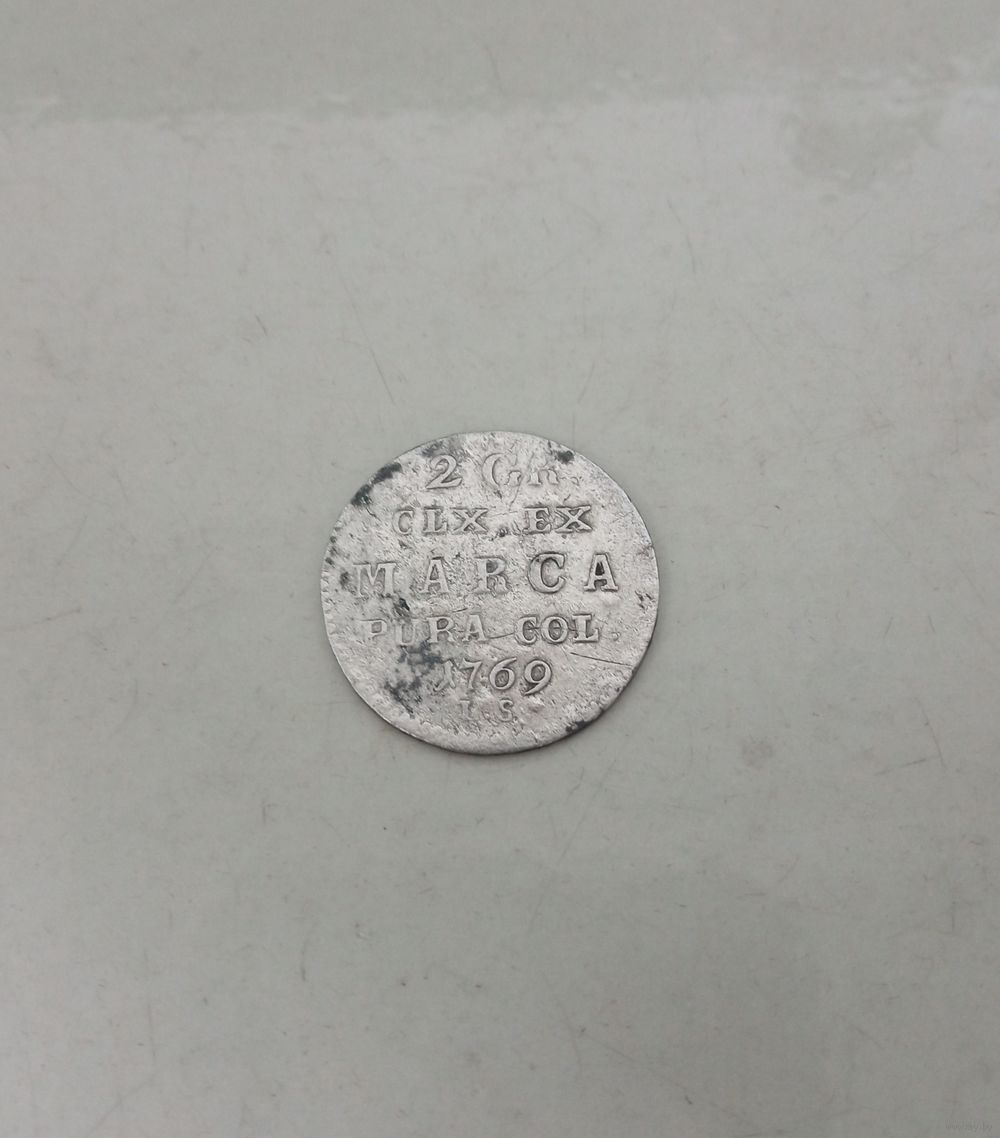 2 GR.
CLX EX
MARCA
PURA COL.
1769
I. S.